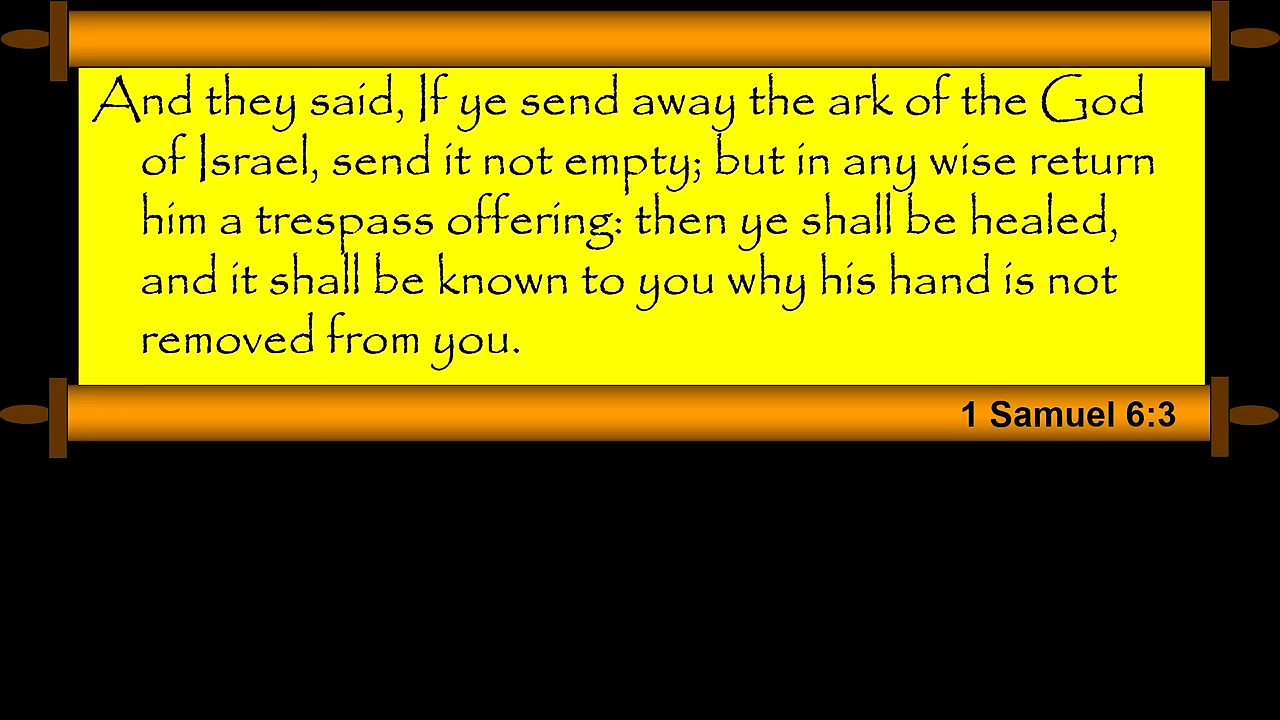 And they said, If ye send away the ark of the God
of Israel, send it not empty; but in any wise return
him a trespass offering: then ye shall be healed,
and it shall be known to you why his hand is not
removed from you.
1 Samuel 6:3